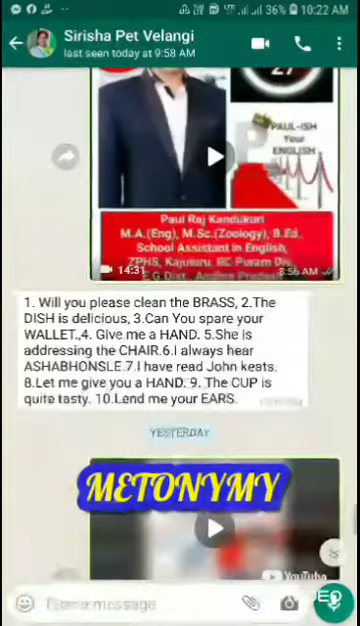 36% 10:22 AM
Sirisha Pet Velangi
last seen today at 9:58 AM
27
PAUL-ISH
Your
ENGLISH
Paul Raj Kandukuri
M.A.(Eng), M.Sc.(Zoology), B.Ed.,
School Assistant in English,
ZPHS, Kajuluru, RC Puram Div.,
E.G.Dist., Andhra Pradesh
14:31
8:56 AM
1. Will you please clean the BRASS, 2.The
DISH is delicious, 3.Can You spare your
WALLET.,4. Give me a HAND. 5.She is
addressing the CHAIR.6.I always hear
ASHABHONSLE.7.I have read John keats.
8.Let me give you a HAND. 9. The CUP is
quite tasty. 10.Lend me your EARS.
YESTERDAY
METONYMY
YouTube
Type a message